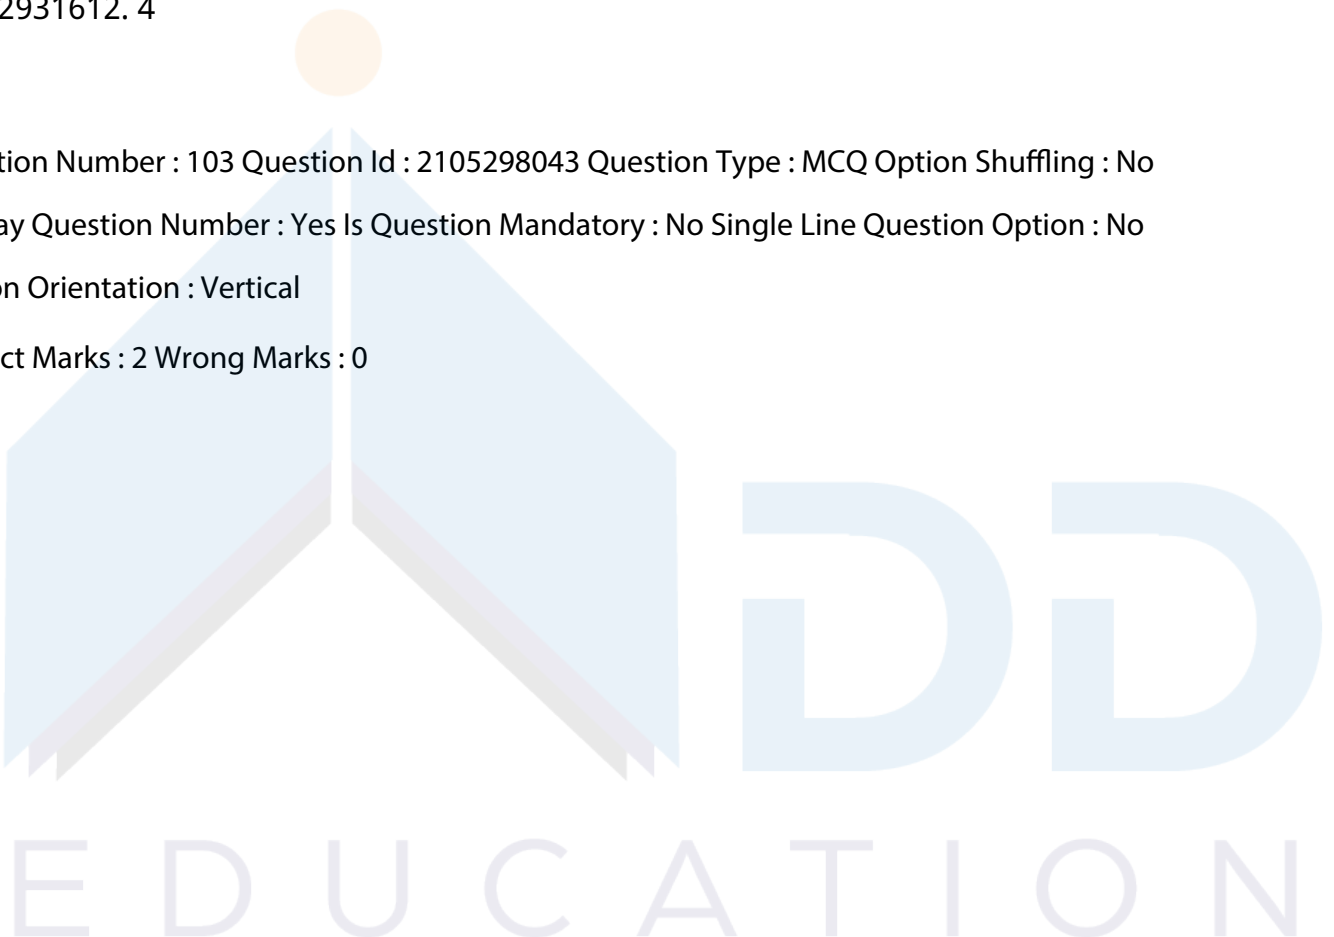 2931612. 4
tion Number : 103 Question Id : 2105298043 Question Type : MCQ Option Shuffling : No
ay Question Number : Yes Is Question Mandatory : No Single Line Question Option : No
on Orientation : Vertical
ct Marks : 2 Wrong Marks : 0
DD
EDUCATION